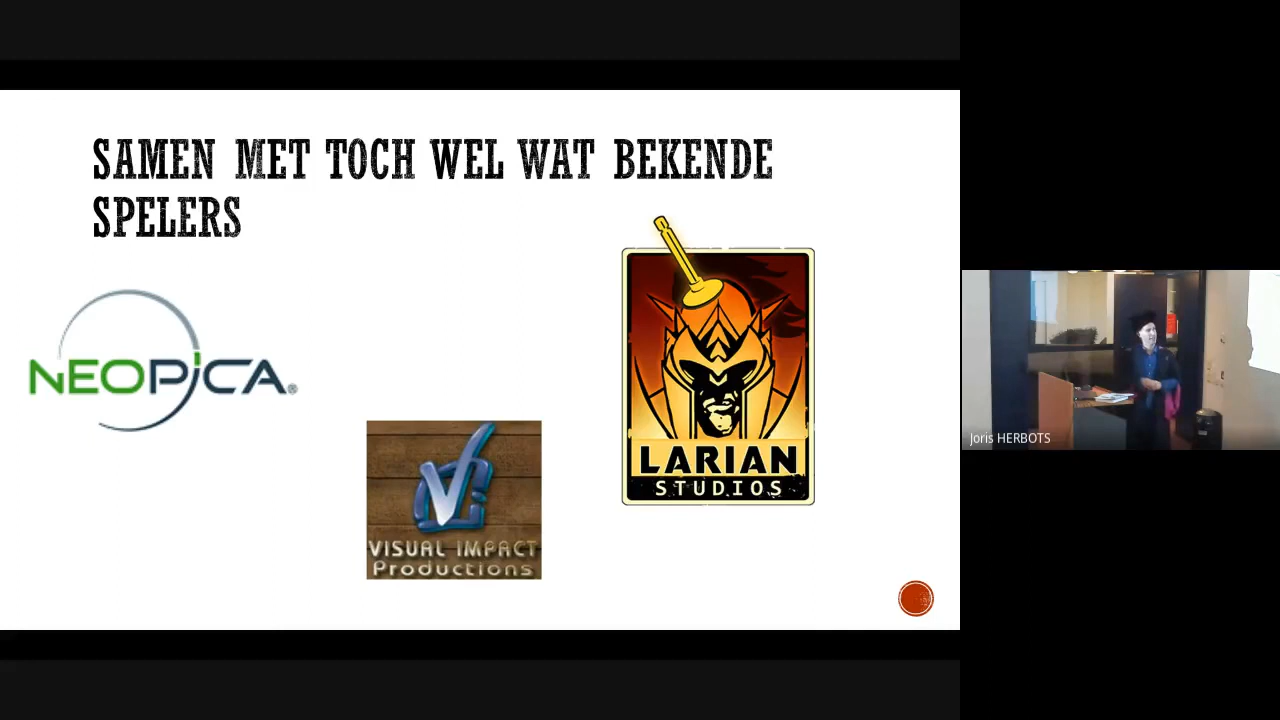 SAMEN MET TOCH WEL WAT BEKENDE
SPELERS
NEOPICA®
VISUAL IMPACT
Productions
LARIAN
STUDIOS
Joris HERBOTS